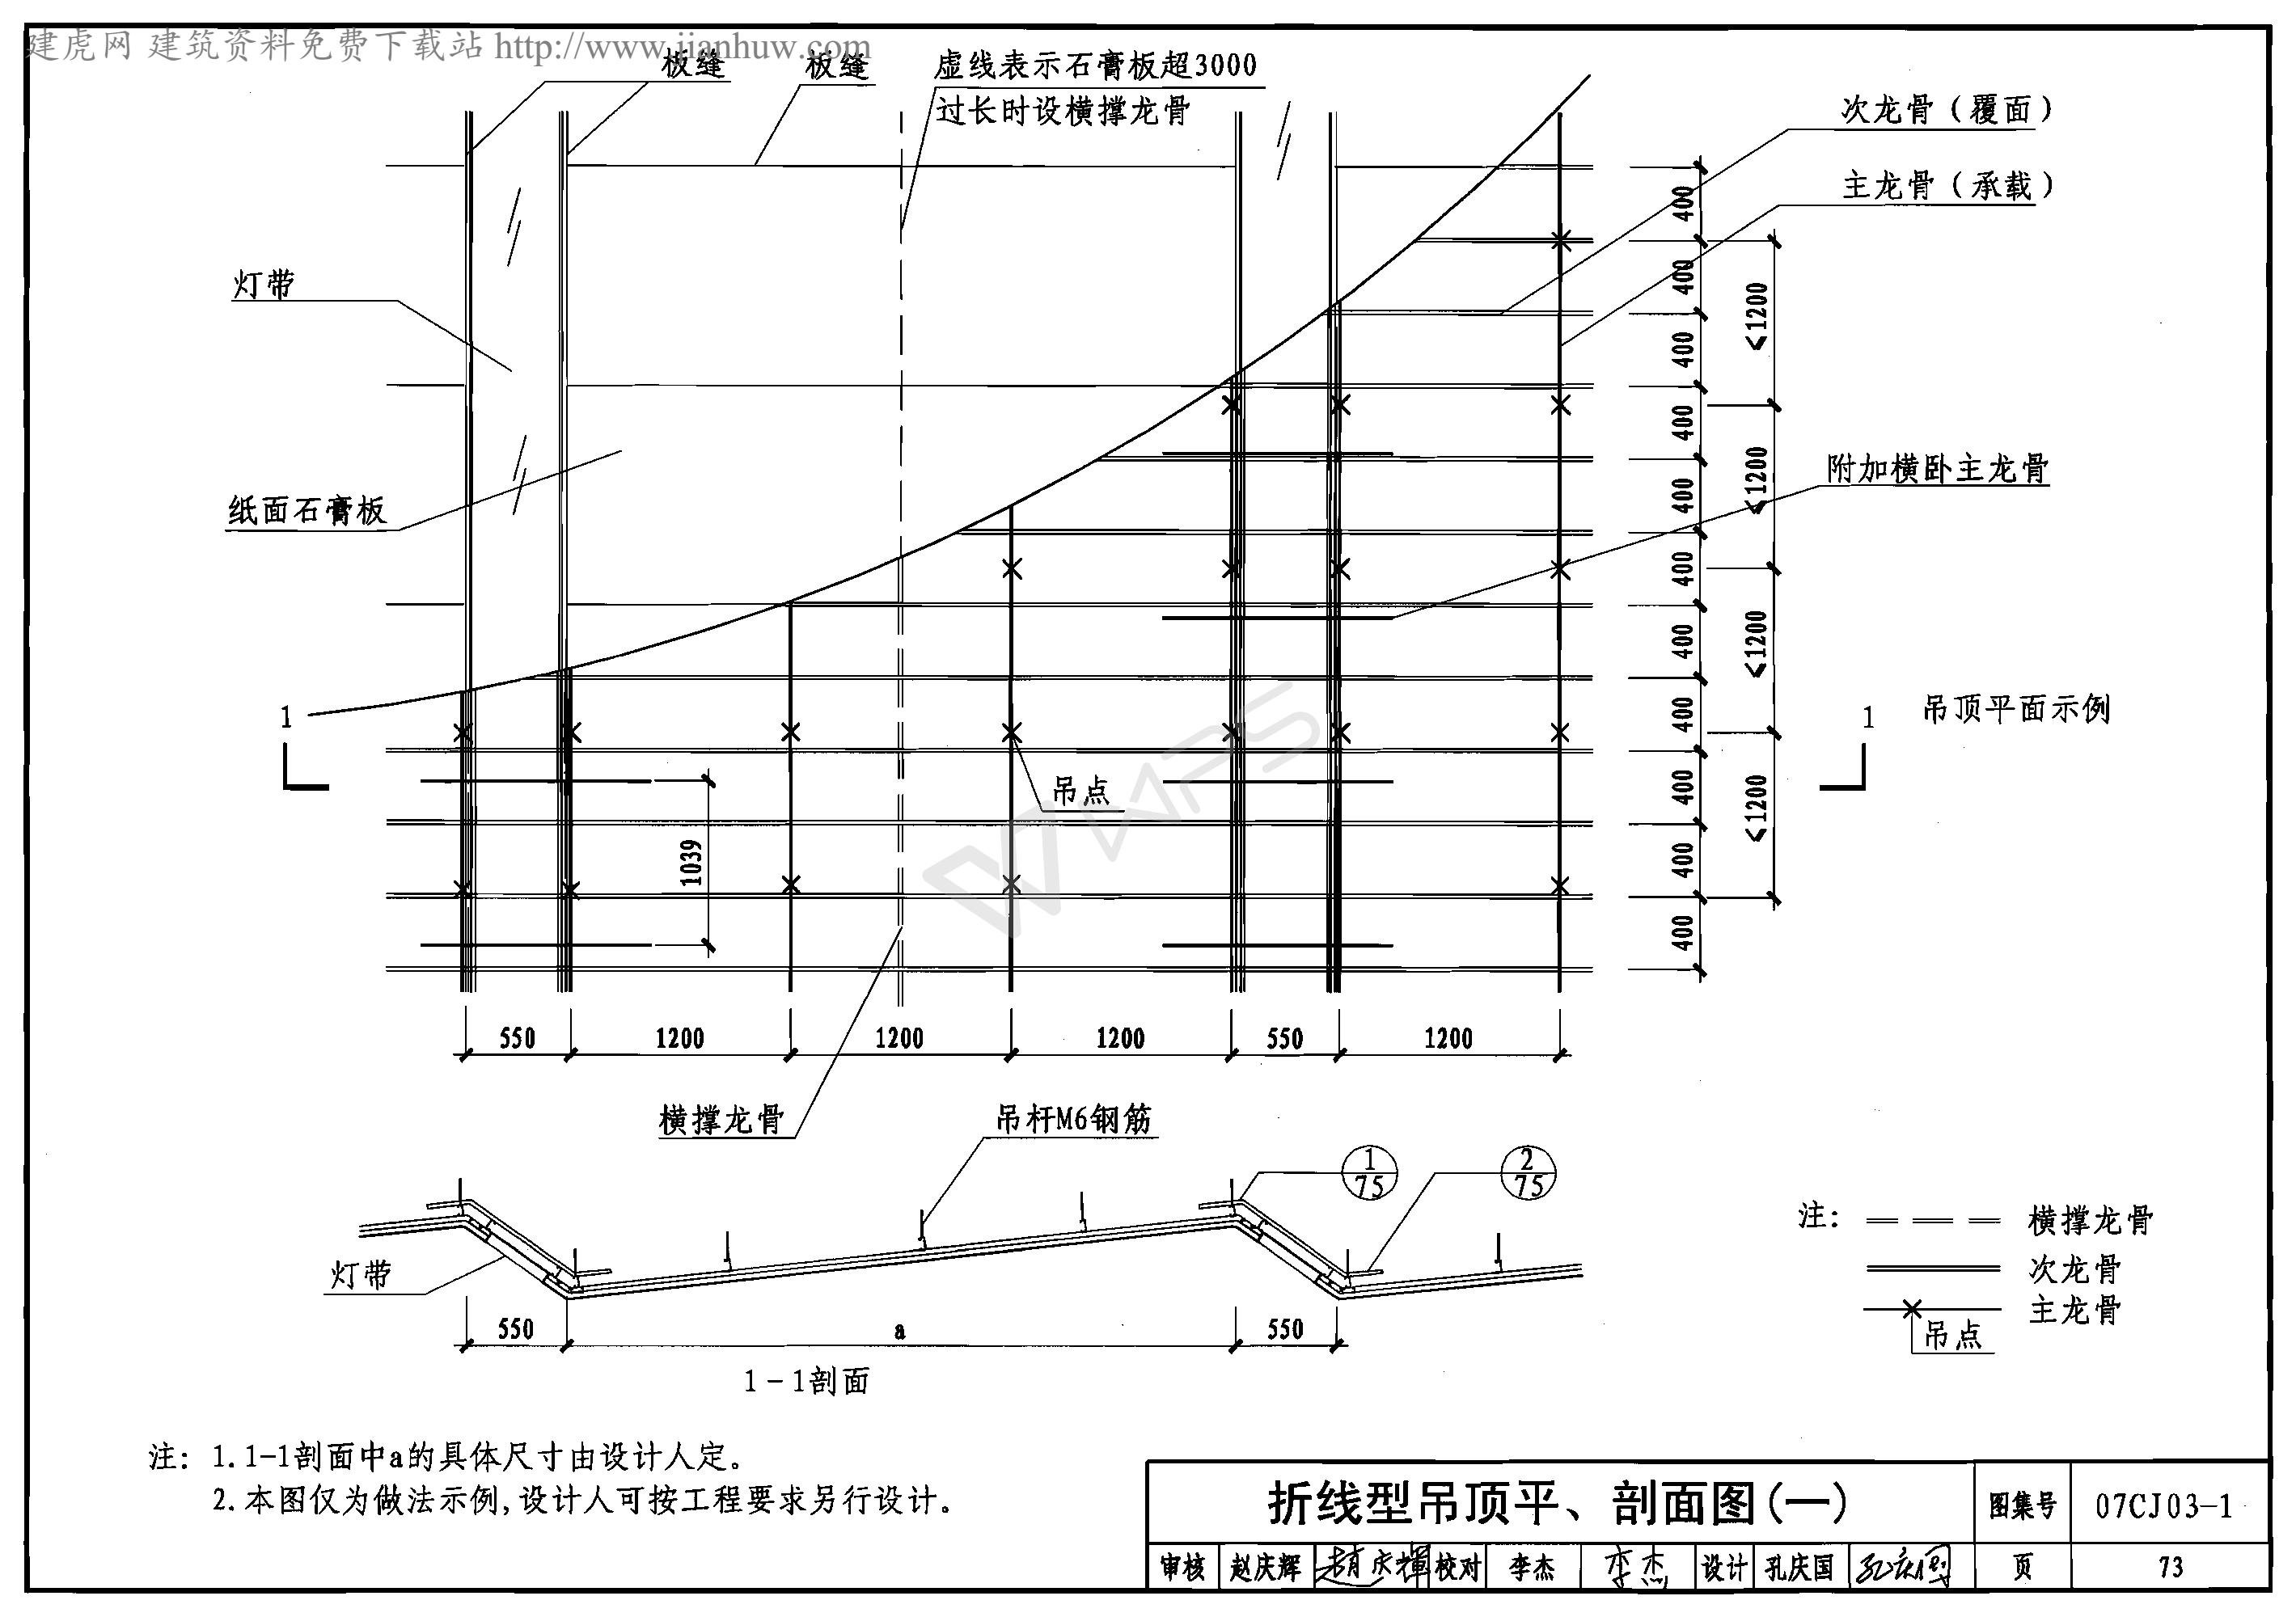 建虎网 建筑资料免费下载站 http://www.jianhuw.com
板缝
板缝
虚线表示石膏板超3000
过长时设横撑龙骨
次龙骨（覆面）
主龙骨（承载）
灯带
纸面石膏板
附加横卧主龙骨
400
400
400
400
400
400
400
400
400
400
400
≤1200
≤1200
≤1200
≤1200
1
1
吊顶平面示例
吊点
1039
WPS
550
1200
1200
1200
550
1200
横撑龙骨
吊杆M6钢筋
1
75
2
75
灯带
550
a
550
1-1剖面
注：
横撑龙骨
次龙骨
主龙骨
吊点
注：1.1-1剖面中a的具体尺寸由设计人定。
2.本图仅为做法示例,设计人可按工程要求另行设计。
折线型吊顶平、剖面图(一)
图集号
07CJ03-1
审核 赵庆辉 赵庆輝 校对 李杰 李杰 设计 孔庆国 孔庆国
页
73